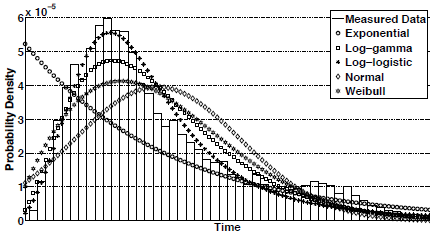 x 10⁻⁵
6
5
4
3
2
1
0
Probability Density
Time
Measured Data
Exponential
Log−gamma
Log−logistic
Normal
Weibull